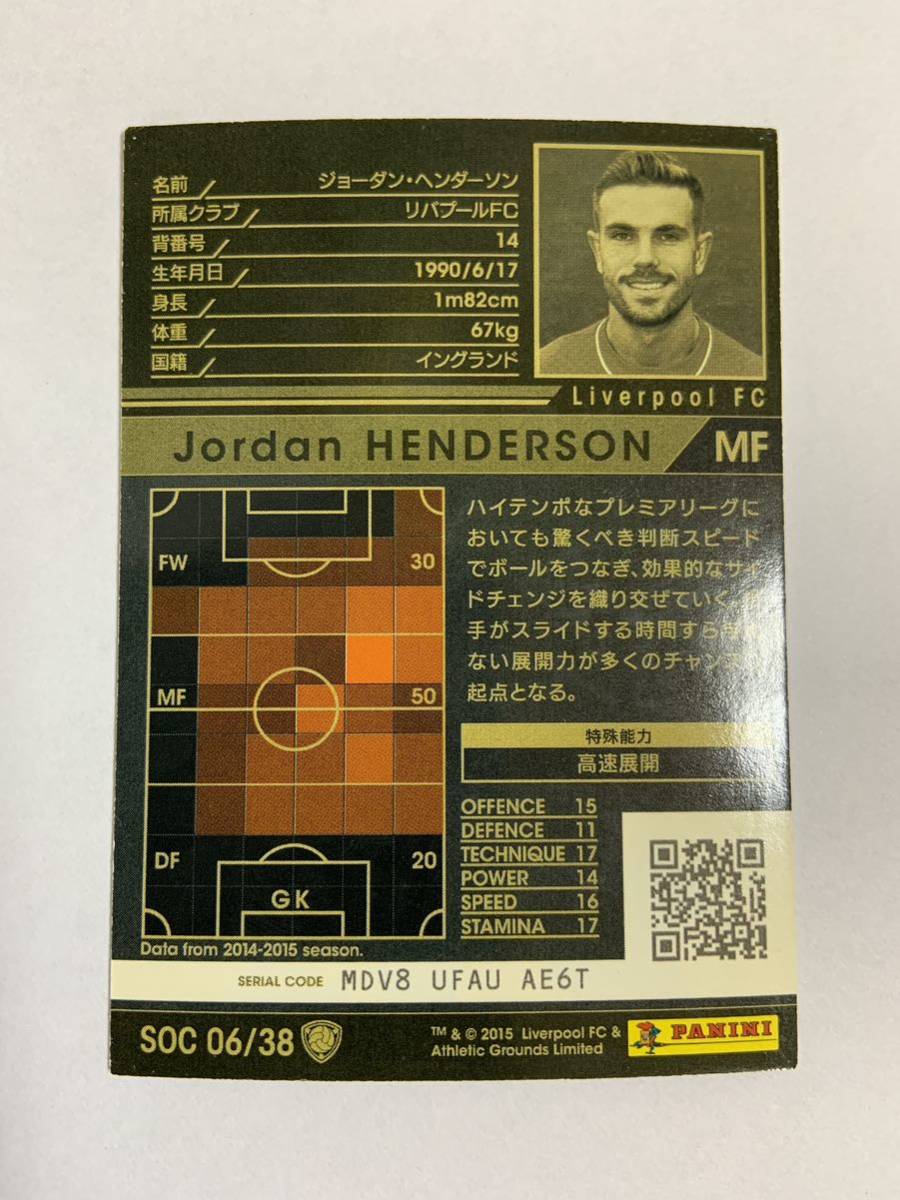 名前 ジョーダン・ヘンダーソン
所属クラブ リバプールFC
背番号 14
生年月日 1990/6/17
身長 1m82cm
体重 67kg
国籍 イングランド
Liverpool FC
Jordan HENDERSON MF
FW 30
MF 50
DF 20
GK
Data from 2014-2015 season.
ハイテンポなプレミアリーグに
おいても驚くべき判断スピード
でボールをつなぎ、効果的なサイ
ドチェンジを織り交ぜていく。
手がスライドする時間すら
ない展開力が多くのチャンス
起点となる。
特殊能力
高速展開
OFFENCE 15
DEFENCE 11
TECHNIQUE 17
POWER 14
SPEED 16
STAMINA 17
SERIAL CODE MDV8 UFAU AE6T
SOC 06/38
™ & © 2015 Liverpool FC &
Athletic Grounds Limited
PANINI